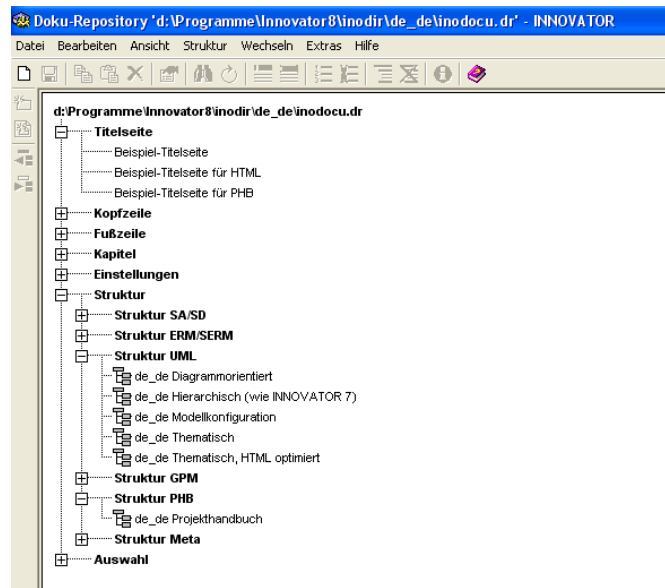 Doku-Repository 'd:\Programme\Innovator8\inodir\de_de\inodocu.dr' - INNOVATOR
Datei Bearbeiten Ansicht Struktur Wechseln Extras Hilfe
d:\Programme\Innovator8\inodir\de_de\inodocu.dr
Titelseite
Beispiel-Titelseite
Beispiel-Titelseite für HTML
Beispiel-Titelseite für PHB
Kopfzeile
Fußzeile
Kapitel
Einstellungen
Struktur
Struktur SA/SD
Struktur ERM/SERM
Struktur UML
de_de Diagrammorientiert
de_de Hierarchisch (wie INNOVATOR 7)
de_de Modellkonfiguration
de_de Thematisch
de_de Thematisch, HTML optimiert
Struktur GPM
Struktur PHB
de_de Projekthandbuch
Struktur Meta
Auswahl